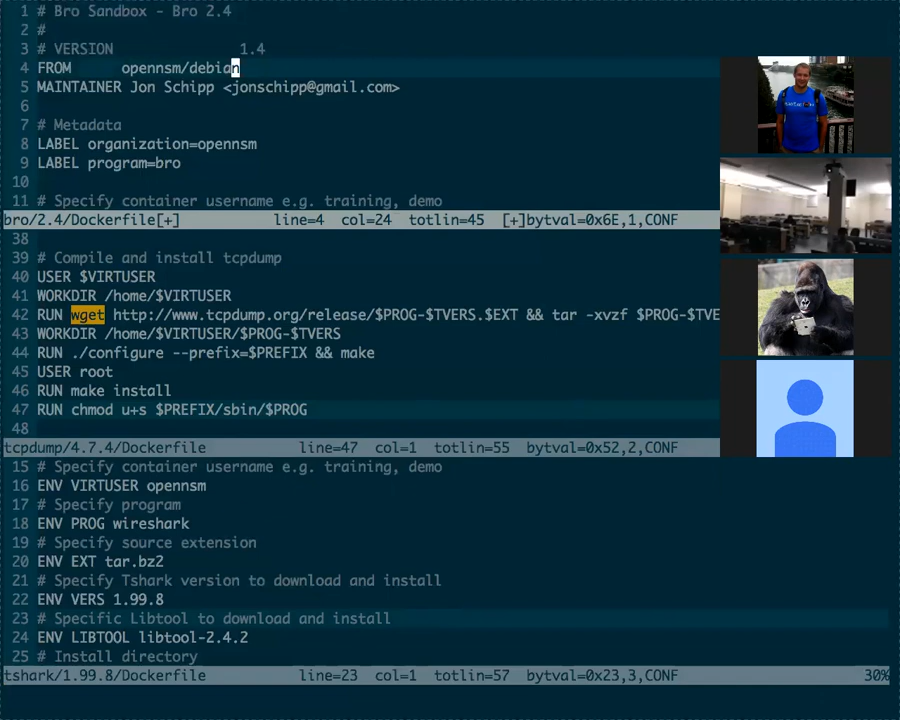 1 # Bro Sandbox - Bro 2.4
2 #
3 # VERSION               1.4
4 FROM      opennsm/debian
5 MAINTAINER Jon Schipp <jonschipp@gmail.com>
6
7 # Metadata
8 LABEL organization=opennsm
9 LABEL program=bro
10
11 # Specify container username e.g. training, demo
bro/2.4/Dockerfile[+]           line=4  col=24  totlin=45  [+]bytval=0x6E,1,CONF
38
39 # Compile and install tcpdump
40 USER $VIRTUSER
41 WORKDIR /home/$VIRTUSER
42 RUN wget http://www.tcpdump.org/release/$PROG-$TVERS.$EXT && tar -xvzf $PROG-$TVE
43 WORKDIR /home/$VIRTUSER/$PROG-$TVERS
44 RUN ./configure --prefix=$PREFIX && make
45 USER root
46 RUN make install
47 RUN chmod u+s $PREFIX/sbin/$PROG
48
tcpdump/4.7.4/Dockerfile           line=47  col=1  totlin=55  bytval=0x52,2,CONF
15 # Specify container username e.g. training, demo
16 ENV VIRTUSER opennsm
17 # Specify program
18 ENV PROG wireshark
19 # Specify source extension
20 ENV EXT tar.bz2
21 # Specify Tshark version to download and install
22 ENV VERS 1.99.8
23 # Specific Libtool to download and install
24 ENV LIBTOOL libtool-2.4.2
25 # Install directory
tshark/1.99.8/Dockerfile           line=23  col=1  totlin=57  bytval=0x23,3,CONF                      30%